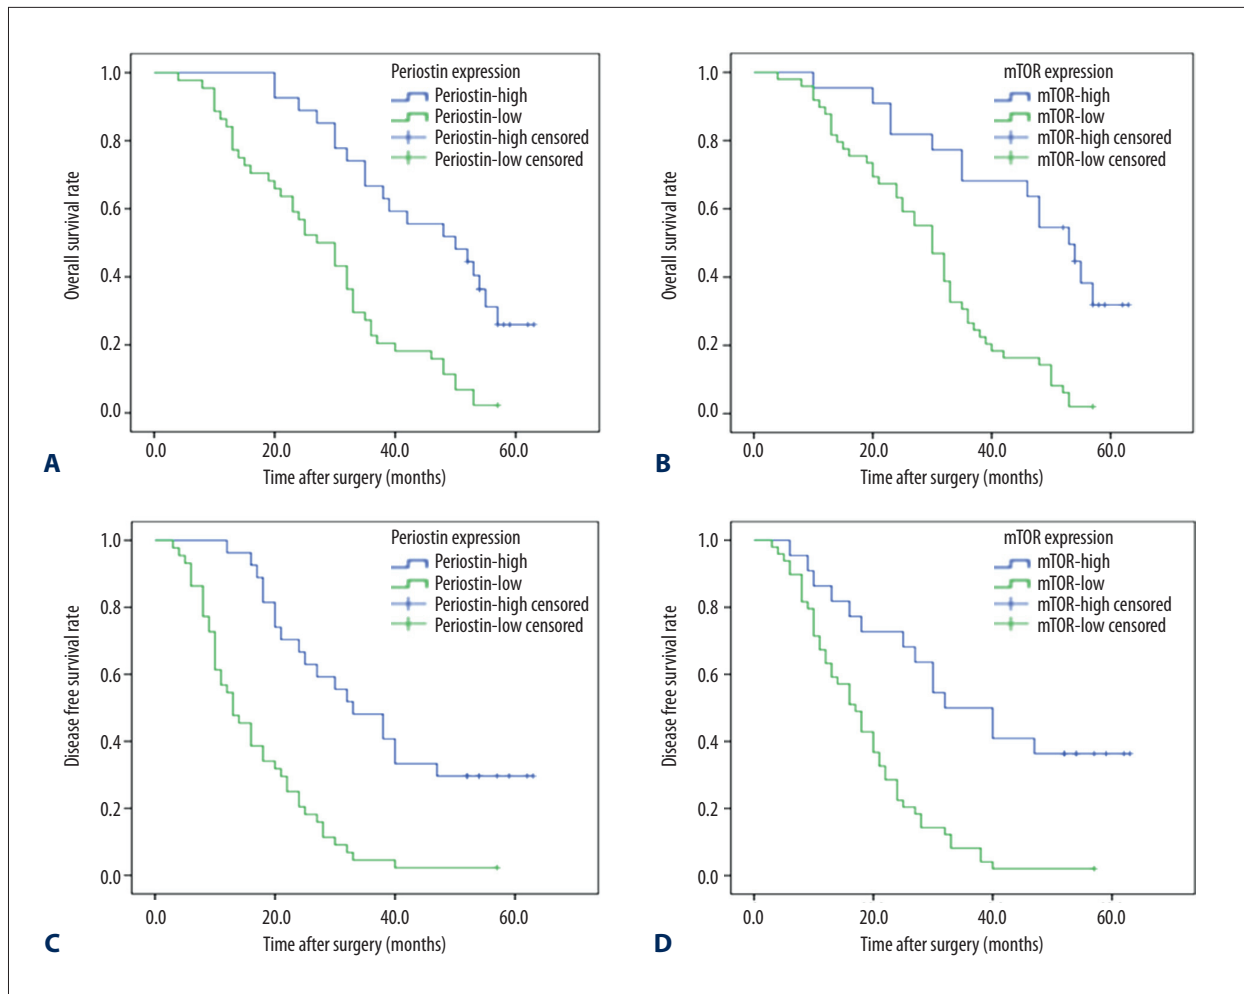 Periostin expression
Periostin-high
Periostin-low
Periostin-high censored
Periostin-low censored
1.0
0.8
0.6
0.4
0.2
0.0
Overall survival rate
0.0 20.0 40.0 60.0
Time after surgery (months)
A
mTOR expression
mTOR-high
mTOR-low
mTOR-high censored
mTOR-low censored
1.0
0.8
0.6
0.4
0.2
0.0
Overall survival rate
0.0 20.0 40.0 60.0
Time after surgery (months)
B
Periostin expression
Periostin-high
Periostin-low
Periostin-high censored
Periostin-low censored
1.0
0.8
0.6
0.4
0.2
0.0
Disease free survival rate
0.0 20.0 40.0 60.0
Time after surgery (months)
C
mTOR expression
mTOR-high
mTOR-low
mTOR-high censored
mTOR-low censored
1.0
0.8
0.6
0.4
0.2
0.0
Disease free survival rate
0.0 20.0 40.0 60.0
Time after surgery (months)
D